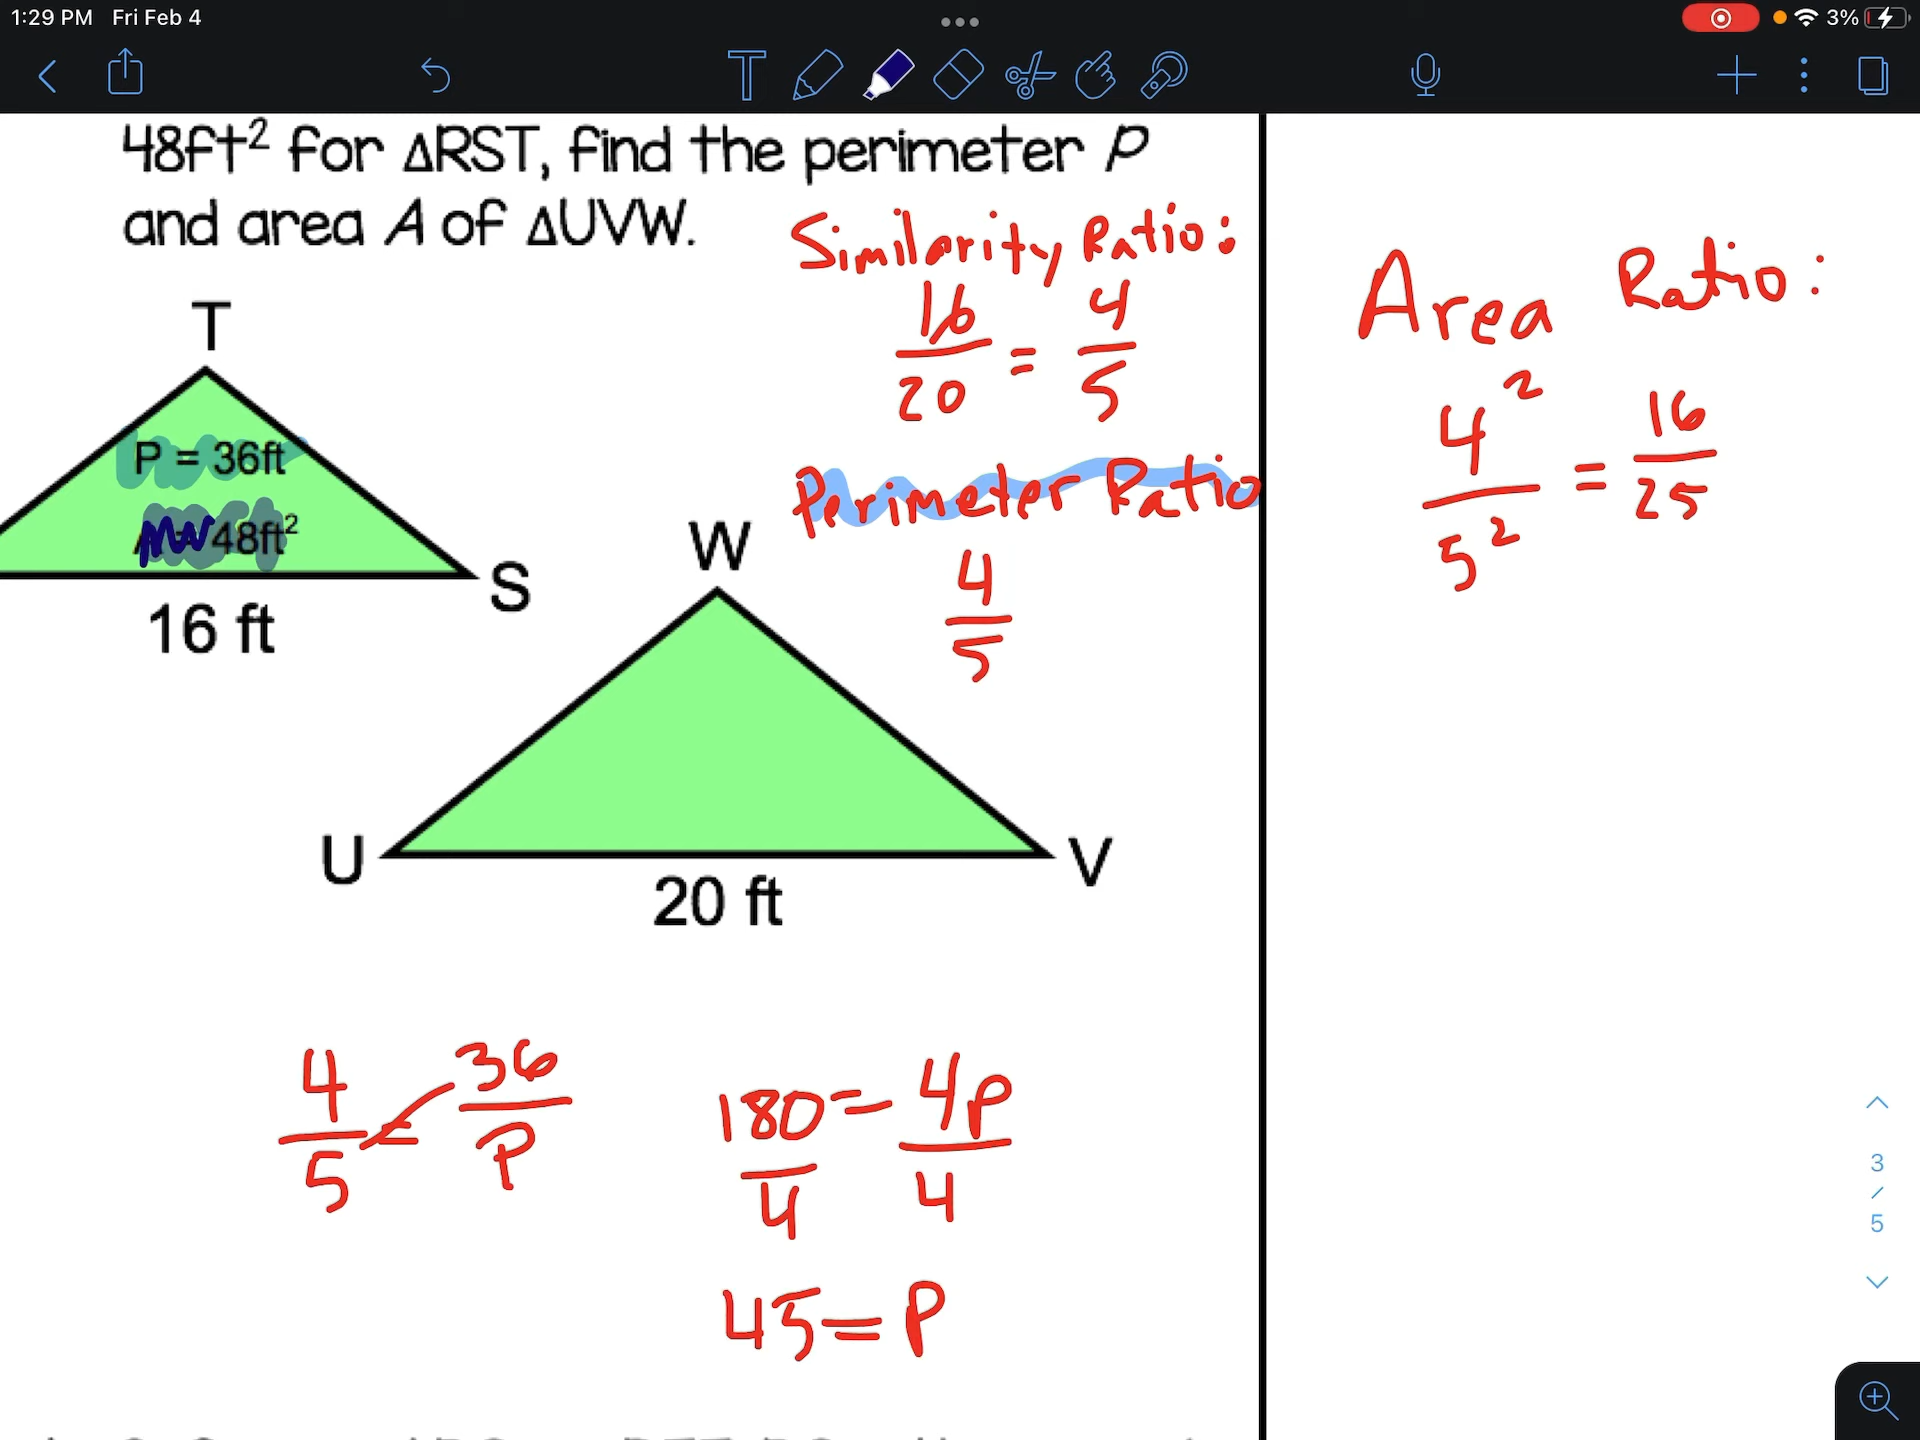 1:29 PM Fri Feb 4
3%
T
48ft² for △RST, find the perimeter P
and area A of △UVW.
T
P = 36ft
48ft²
S
16 ft
W
U
V
20 ft
Similarity Ratio:
16/20 = 4/5
Perimeter Ratio
4/5
4/5 = 36/P
180/4 = 4P/4
45 = P
Area Ratio:
4²/5² = 16/25
3
/
5